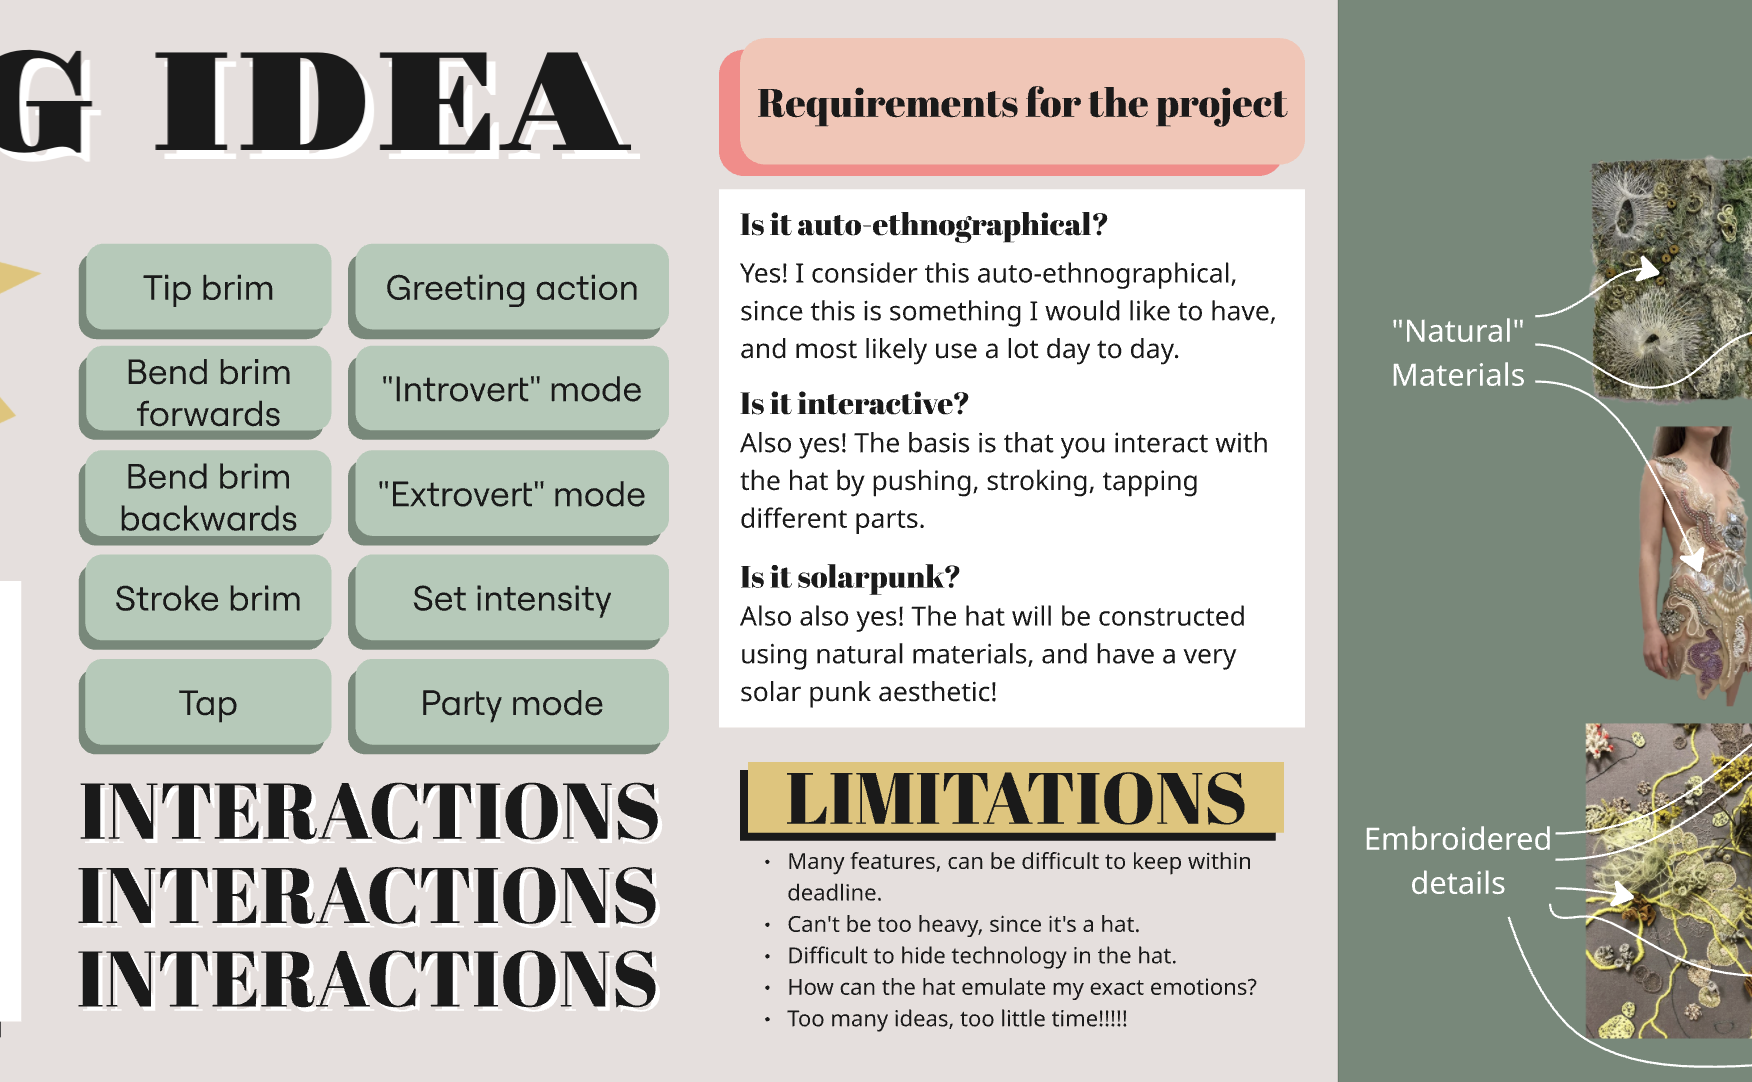 G IDEA
Tip brim
Greeting action
Bend brim
forwards
"Introvert" mode
Bend brim
backwards
"Extrovert" mode
Stroke brim
Set intensity
Tap
Party mode
INTERACTIONS
INTERACTIONS
INTERACTIONS
Requirements for the project
Is it auto-ethnographical?
Yes! I consider this auto-ethnographical,
since this is something I would like to have,
and most likely use a lot day to day.
Is it interactive?
Also yes! The basis is that you interact with
the hat by pushing, stroking, tapping
different parts.
Is it solarpunk?
Also also yes! The hat will be constructed
using natural materials, and have a very
solar punk aesthetic!
LIMITATIONS
· Many features, can be difficult to keep within
deadline.
· Can't be too heavy, since it's a hat.
· Difficult to hide technology in the hat.
· How can the hat emulate my exact emotions?
· Too many ideas, too little time!!!!!
"Natural"
Materials
Embroidered
details